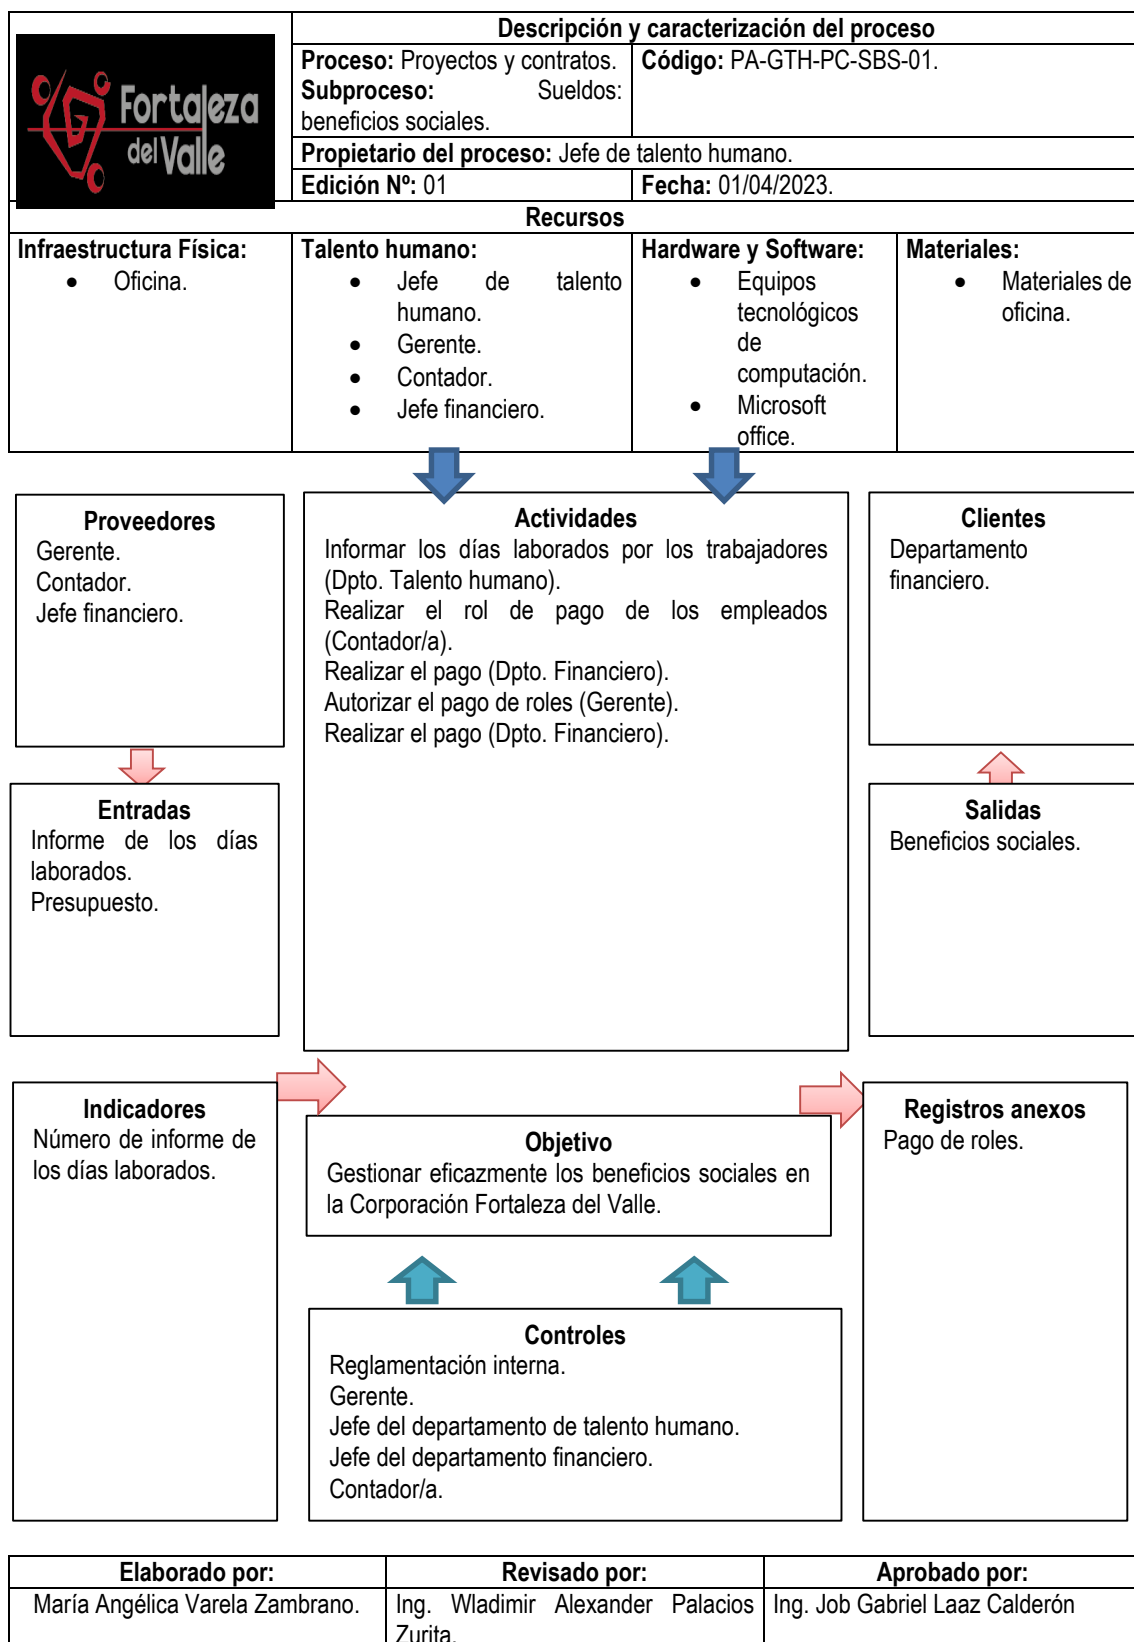 Fortaleza
del Valle
Descripción y caracterización del proceso
Proceso: Proyectos y contratos.
Subproceso: Sueldos:
beneficios sociales.
Código: PA-GTH-PC-SBS-01.
Propietario del proceso: Jefe de talento humano.
Edición Nº: 01
Fecha: 01/04/2023.
Recursos
Infraestructura Física:
• Oficina.
Talento humano:
• Jefe de talento
humano.
• Gerente.
• Contador.
• Jefe financiero.
Hardware y Software:
• Equipos
tecnológicos
de
computación.
• Microsoft
office.
Materiales:
• Materiales de
oficina.
Proveedores
Gerente.
Contador.
Jefe financiero.
Actividades
Informar los días laborados por los trabajadores
(Dpto. Talento humano).
Realizar el rol de pago de los empleados
(Contador/a).
Realizar el pago (Dpto. Financiero).
Autorizar el pago de roles (Gerente).
Realizar el pago (Dpto. Financiero).
Clientes
Departamento
financiero.
Entradas
Informe de los días
laborados.
Presupuesto.
Salidas
Beneficios sociales.
Indicadores
Número de informe de
los días laborados.
Objetivo
Gestionar eficazmente los beneficios sociales en
la Corporación Fortaleza del Valle.
Registros anexos
Pago de roles.
Controles
Reglamentación interna.
Gerente.
Jefe del departamento de talento humano.
Jefe del departamento financiero.
Contador/a.
Elaborado por:
María Angélica Varela Zambrano.
Revisado por:
Ing. Wladimir Alexander Palacios
Zurita.
Aprobado por:
Ing. Job Gabriel Laaz Calderón